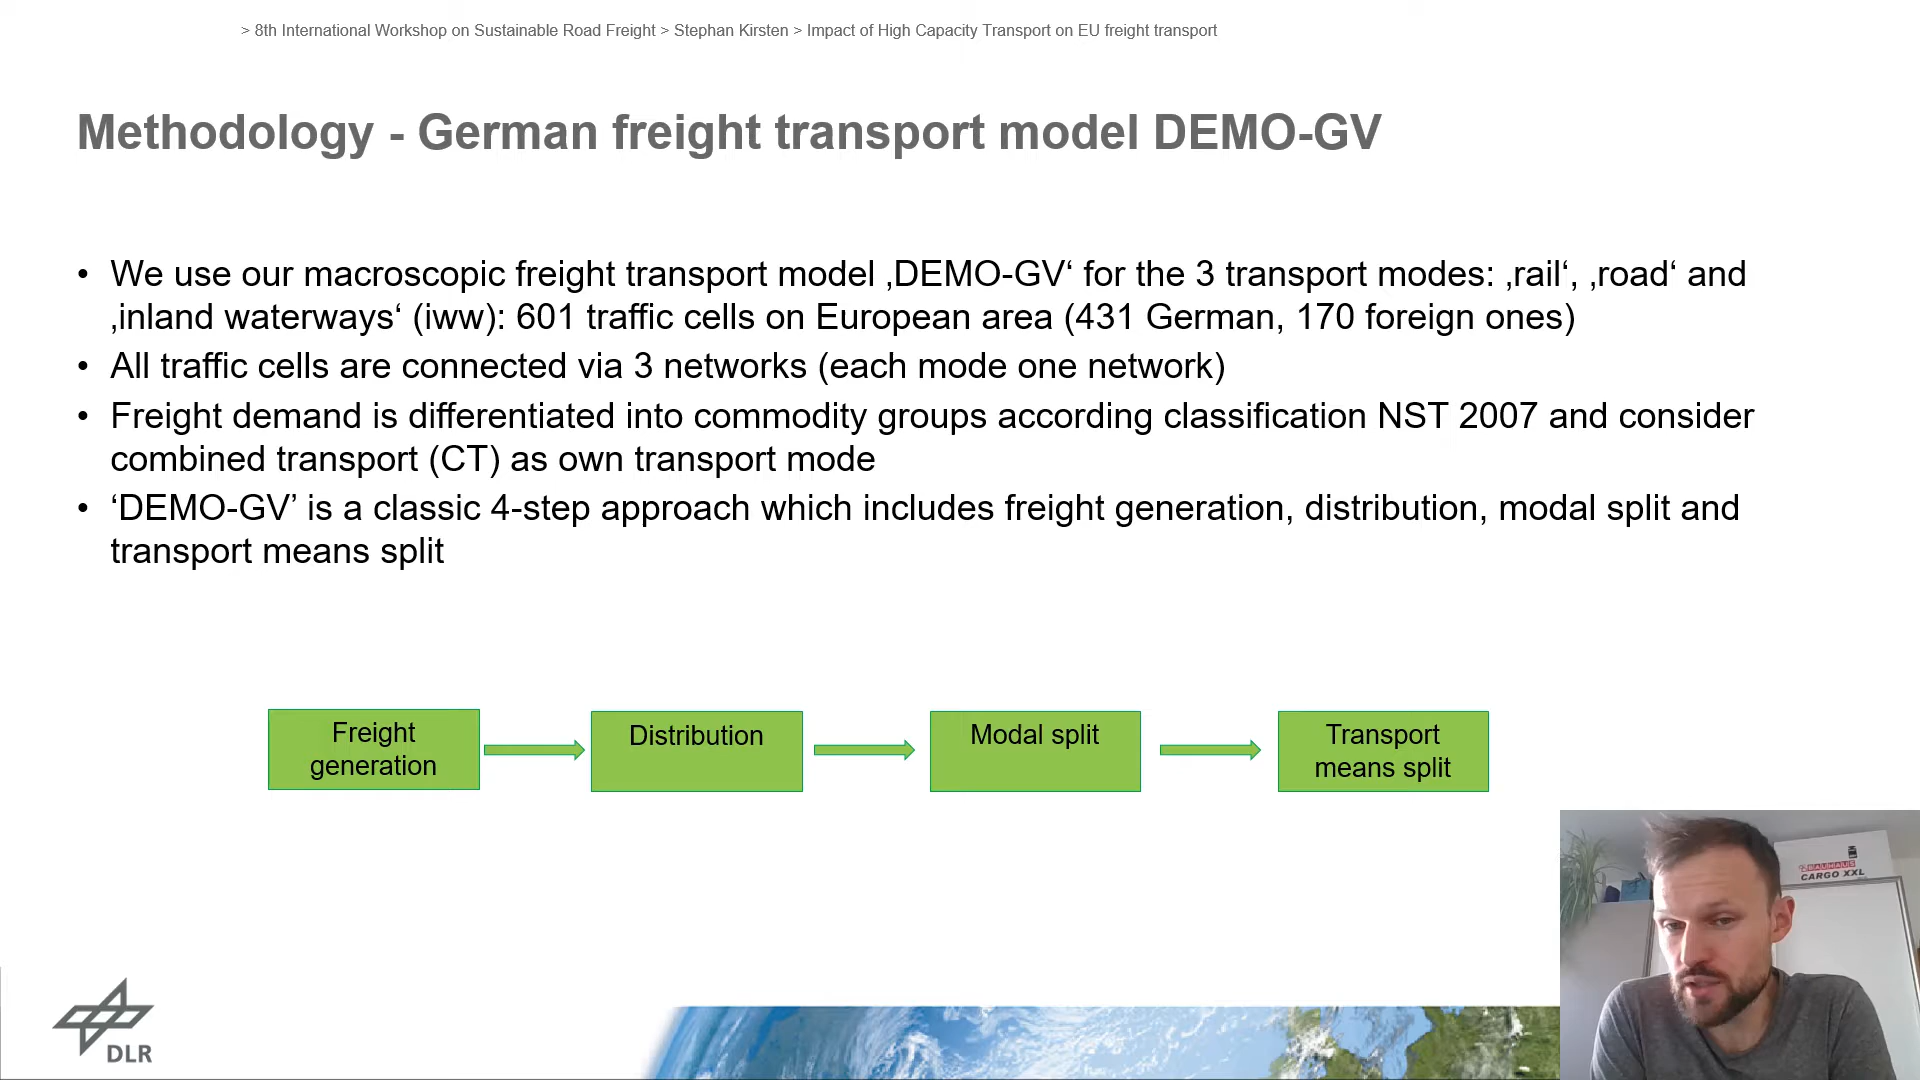 > 8th International Workshop on Sustainable Road Freight > Stephan Kirsten > Impact of High Capacity Transport on EU freight transport
Methodology - German freight transport model DEMO-GV
• We use our macroscopic freight transport model ‚DEMO-GV‘ for the 3 transport modes: ‚rail‘, ‚road‘ and
‚inland waterways‘ (iww): 601 traffic cells on European area (431 German, 170 foreign ones)
• All traffic cells are connected via 3 networks (each mode one network)
• Freight demand is differentiated into commodity groups according classification NST 2007 and consider
combined transport (CT) as own transport mode
• ‘DEMO-GV’ is a classic 4-step approach which includes freight generation, distribution, modal split and
transport means split
Freight
generation
Distribution
Modal split
Transport
means split
BAUHAUS
CARGO XXL
DLR